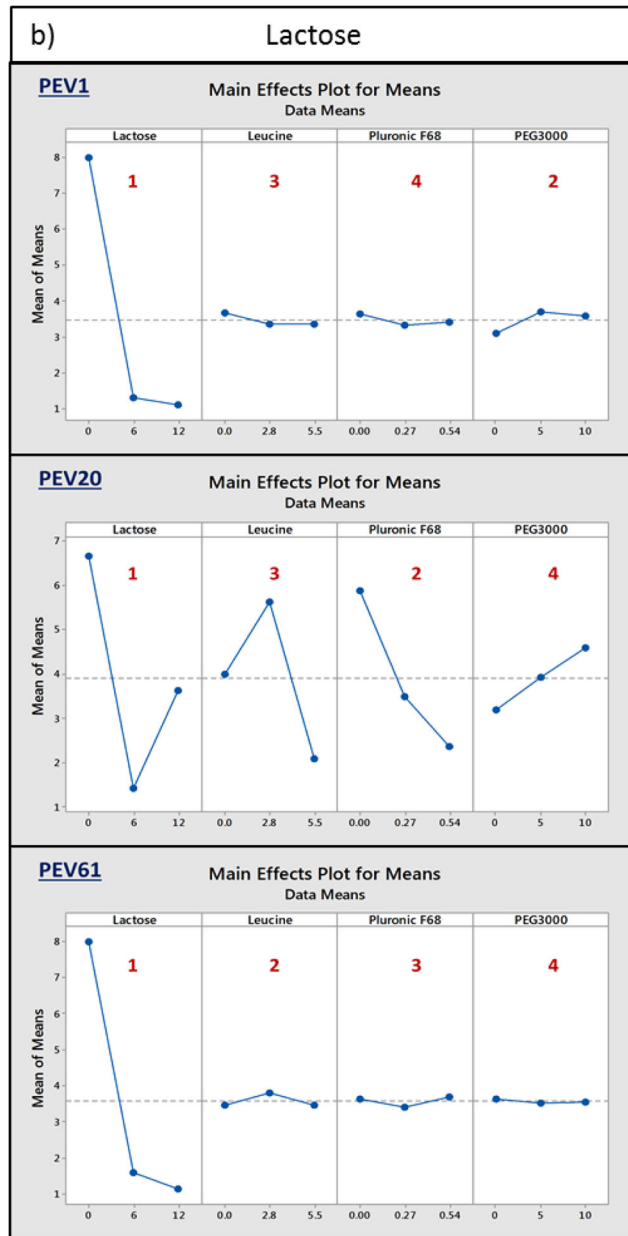 b) Lactose
PEV1
Main Effects Plot for Means
Data Means
Lactose Leucine Pluronic F68 PEG3000
1 3 4 2
Mean of Means
8
7
6
5
4
3
2
1
0 6 12 0.0 2.8 5.5 0.00 0.27 0.54 0 5 10
PEV20
Main Effects Plot for Means
Data Means
Lactose Leucine Pluronic F68 PEG3000
1 3 2 4
Mean of Means
7
6
5
4
3
2
1
0 6 12 0.0 2.8 5.5 0.00 0.27 0.54 0 5 10
PEV61
Main Effects Plot for Means
Data Means
Lactose Leucine Pluronic F68 PEG3000
1 2 3 4
Mean of Means
8
7
6
5
4
3
2
1
0 6 12 0.0 2.8 5.5 0.00 0.27 0.54 0 5 10